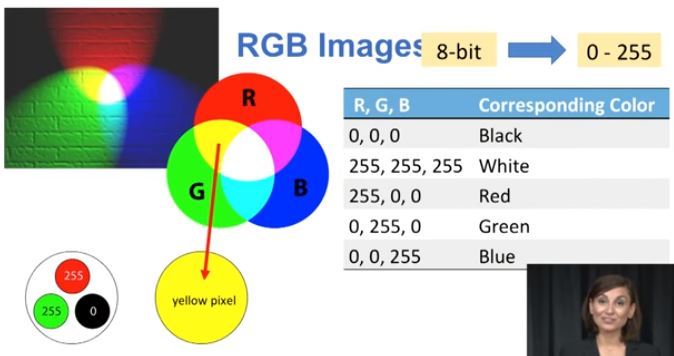 RGB Images
8-bit
0 - 255
R
G
B
R, G, B Corresponding Color
0, 0, 0 Black
255, 255, 255 White
255, 0, 0 Red
0, 255, 0 Green
0, 0, 255 Blue
255
255
0
yellow pixel